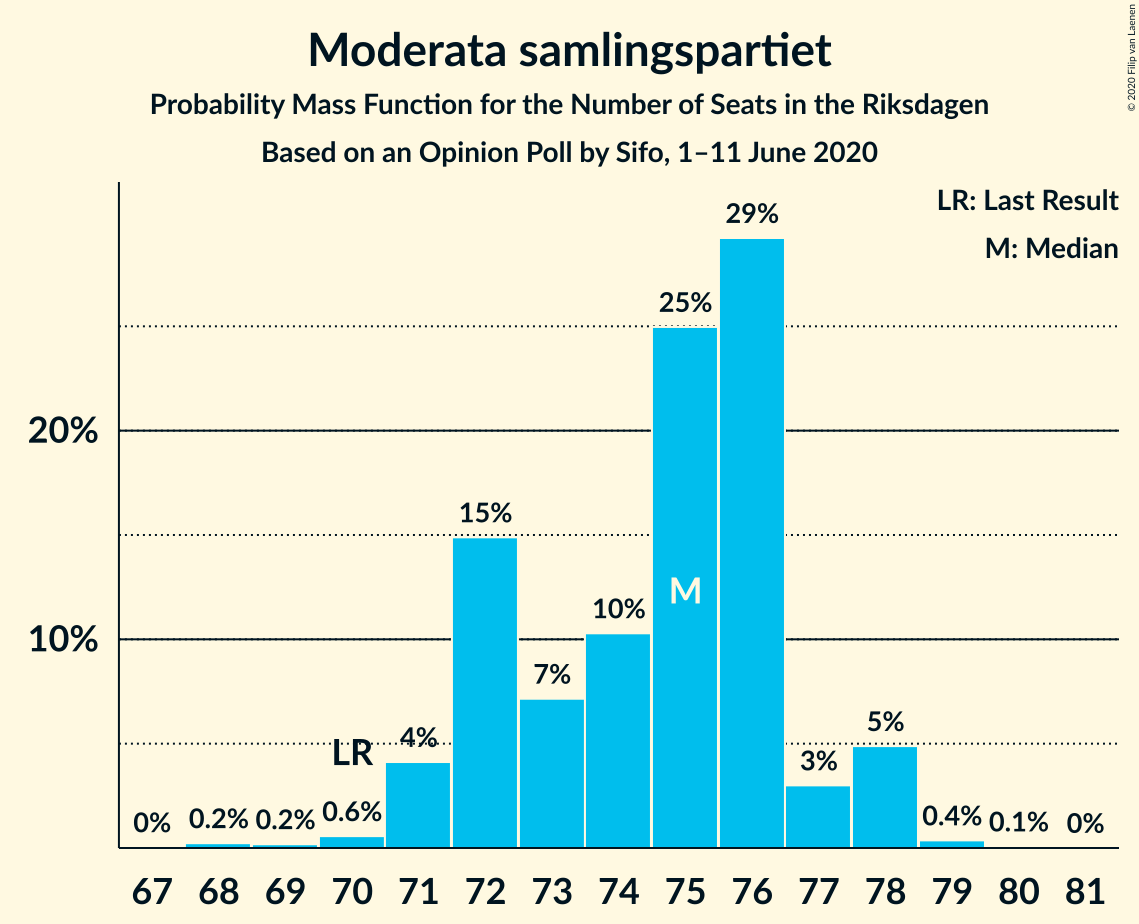 Moderata samlingspartiet
Probability Mass Function for the Number of Seats in the Riksdagen
Based on an Opinion Poll by Sifo, 1–11 June 2020
© 2020 Filip van Laenen
LR: Last Result
M: Median
29%
25%
20%
15%
M
10%
10%
7%
5%
LR
4%
3%
0%
0.2%
0.2%
0.6%
0.4%
0.1%
0%
67 68 69 70 71 72 73 74 75 76 77 78 79 80 81